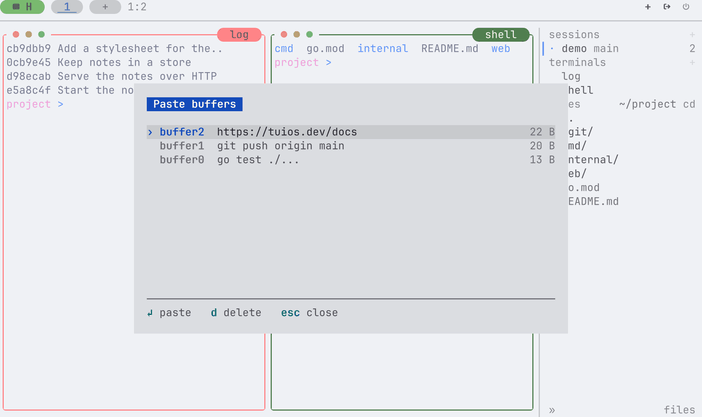 H 1 + 1:2
log
cb9dbb9 Add a stylesheet for the..
0cb9e45 Keep notes in a store
d98ecab Serve the notes over HTTP
e5a8c4f Start the no
project >
shell
cmd go.mod internal README.md web
project >
Paste buffers
› buffer2 https://tuios.dev/docs 22 B
buffer1 git push origin main 20 B
buffer0 go test ./... 13 B
↲ paste d delete esc close
sessions +
demo main 2
terminals +
log
shell
es ~/project cd
.
git/
md/
nternal/
eb/
o.mod
EADME.md
» files